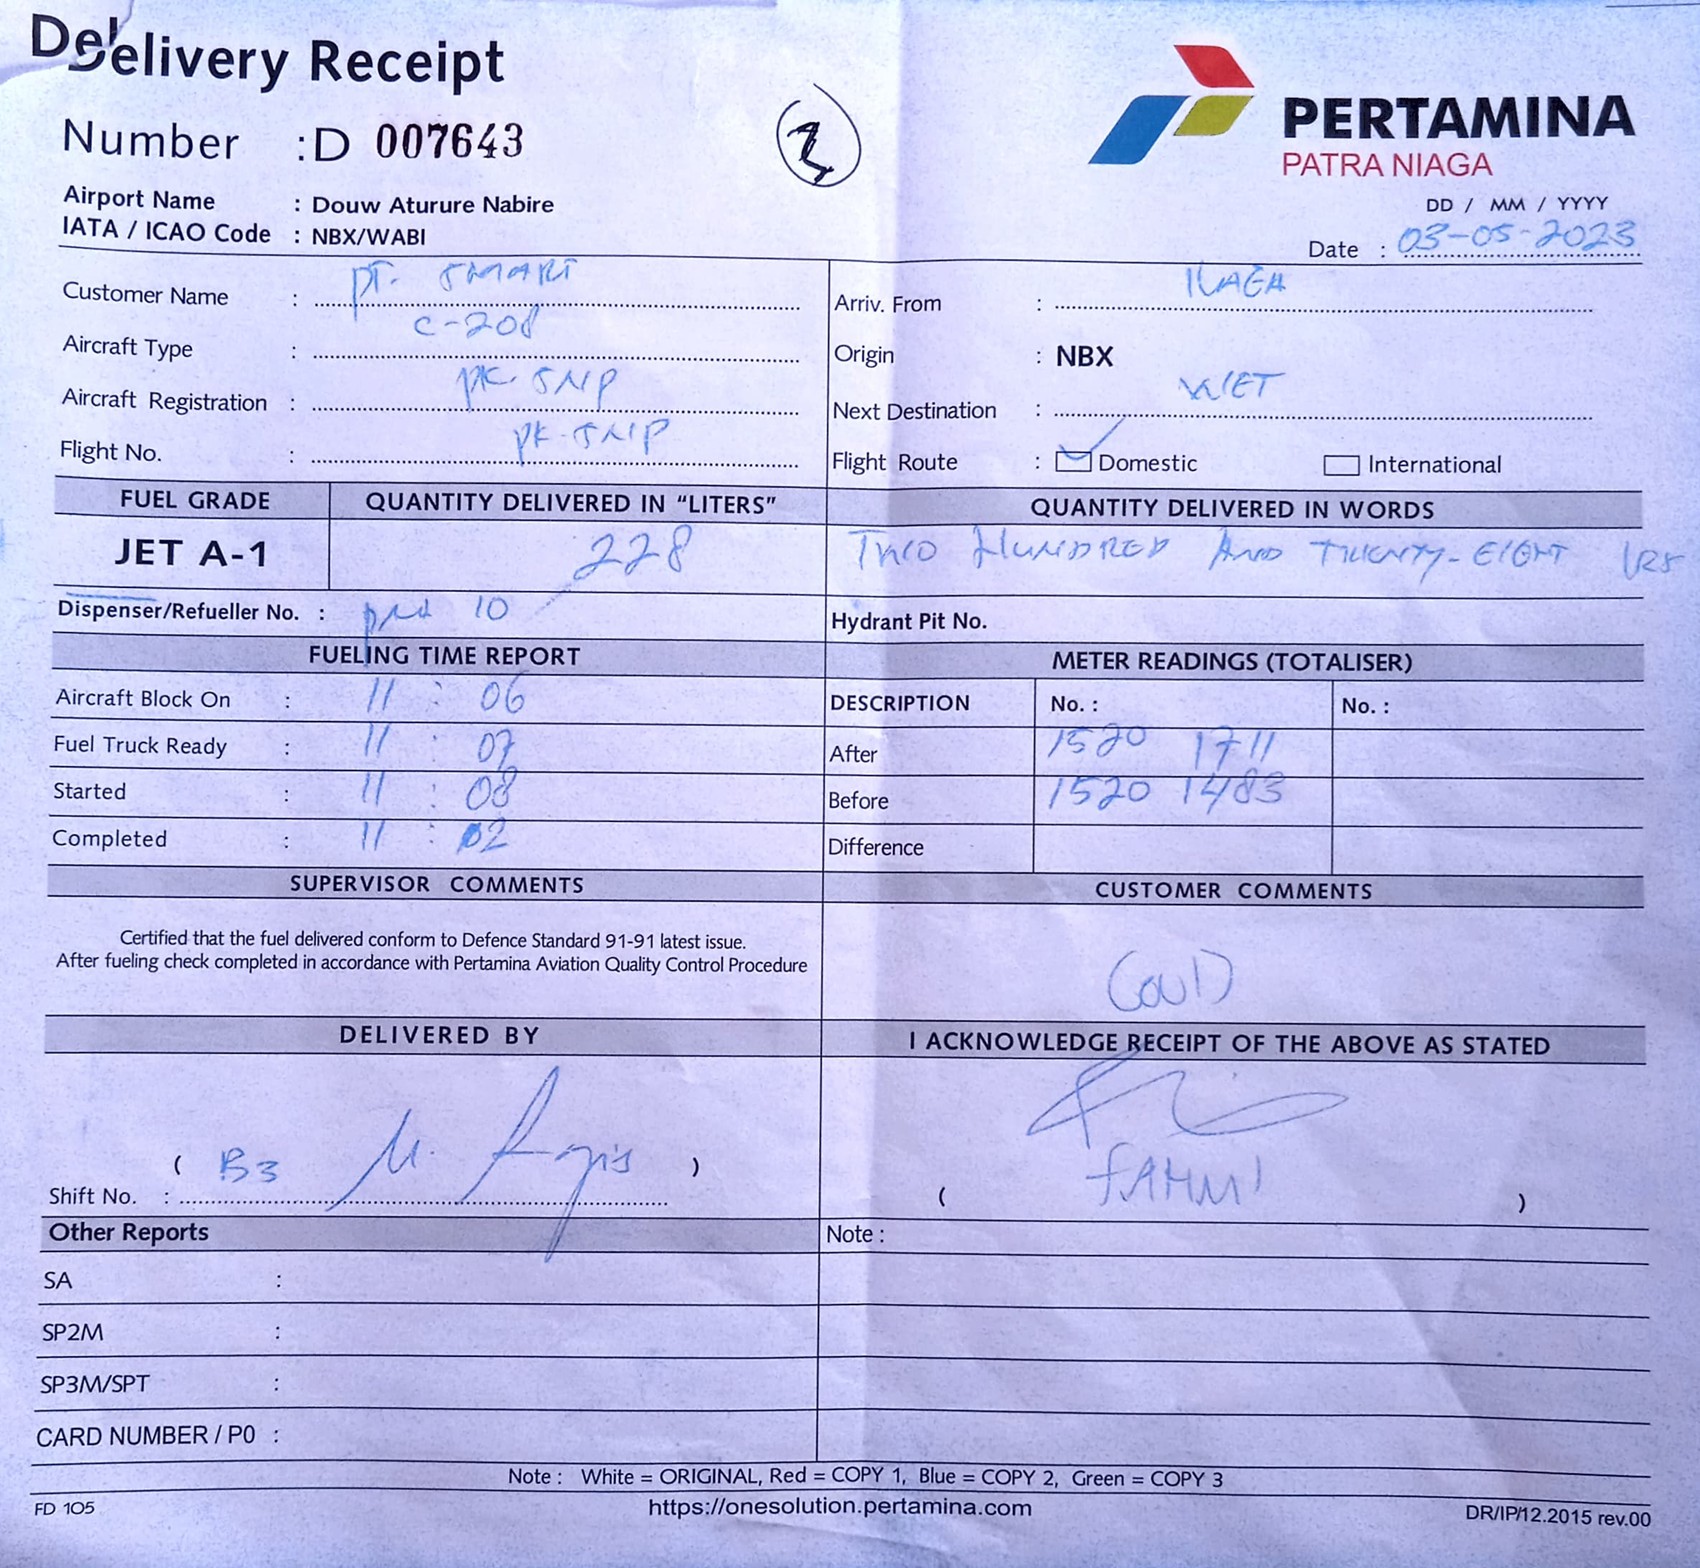 Delivery Receipt
Number : D 007643
3
PERTAMINA
PATRA NIAGA
Airport Name : Douw Aturure Nabire
IATA / ICAO Code : NBX/WABI
DD / MM / YYYY
Date : 03-05-2023
Customer Name : PT. SMART
Aircraft Type : C-208
Aircraft Registration : PK-SNP
Flight No. : PK-SNP
Arriv. From :
Origin : NBX
Next Destination :
Flight Route : Domestic International
FUEL GRADE QUANTITY DELIVERED IN “LITERS” QUANTITY DELIVERED IN WORDS
JET A-1 228 TWO HUNDRED AND TWENTY-EIGHT LRS
Dispenser/Refueller No. : 10 Hydrant Pit No.
FUELING TIME REPORT METER READINGS (TOTALISER)
Aircraft Block On : 11 : 06 DESCRIPTION No. : No. :
Fuel Truck Ready : 11 : 07 After 1520 1711
Started : 11 : 08 Before 1520 1483
Completed : 11 : Difference
SUPERVISOR COMMENTS CUSTOMER COMMENTS
Certified that the fuel delivered conform to Defence Standard 91-91 latest issue.
After fueling check completed in accordance with Pertamina Aviation Quality Control Procedure
DELIVERED BY I ACKNOWLEDGE RECEIPT OF THE ABOVE AS STATED
( B3 )
Shift No. :
( FAHMI )
Other Reports Note :
SA :
SP2M :
SP3M/SPT :
CARD NUMBER / P0 :
Note : White = ORIGINAL, Red = COPY 1, Blue = COPY 2, Green = COPY 3
FD 105 https://onesolution.pertamina.com DR/IP/12.2015 rev.00